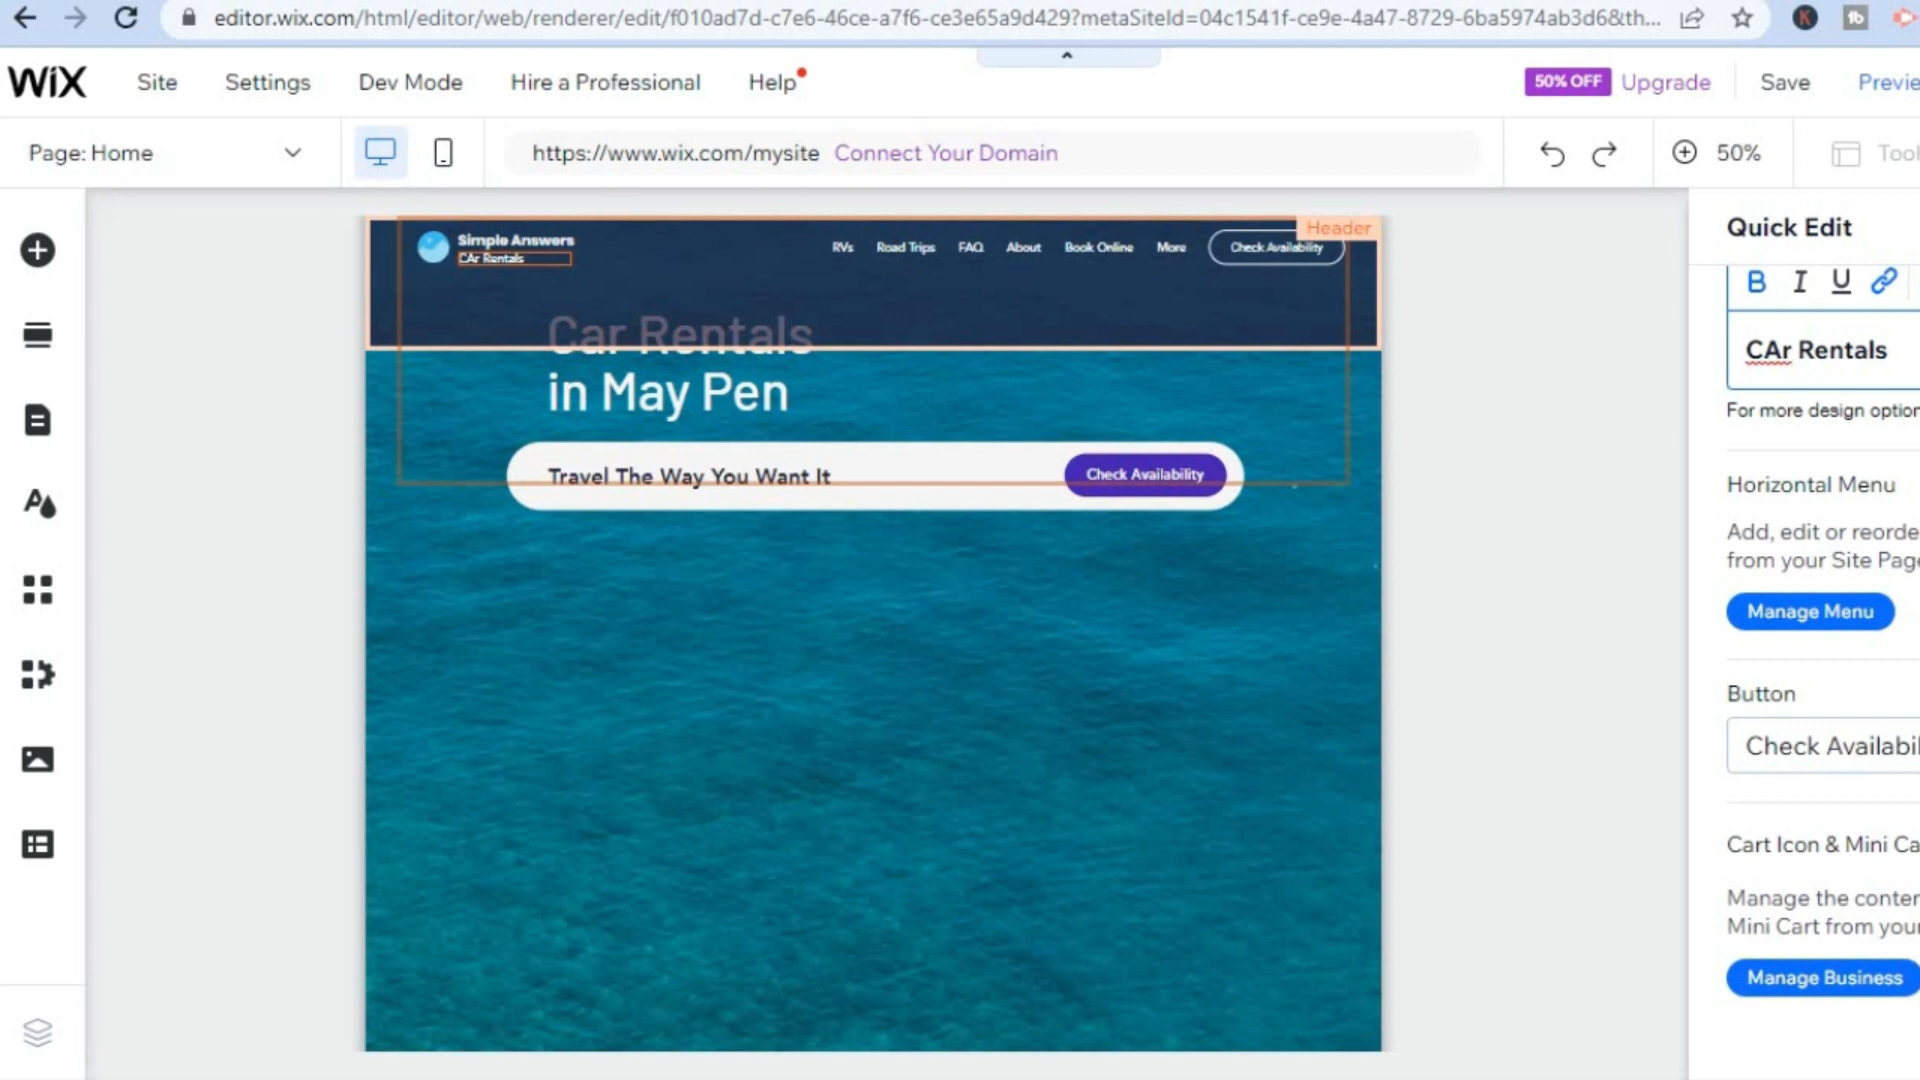 editor.wix.com/html/editor/web/renderer/edit/f010ad7d-c7e6-46ce-a7f6-ce3e65a9d429?metaSiteId=04c1541f-ce9e-4a47-8729-6ba5974ab3d6&th...
K
tb
WiX Site Settings Dev Mode Hire a Professional Help 50% OFF Upgrade Save Previe
Page: Home https://www.wix.com/mysite Connect Your Domain 50% Tool
Quick Edit
Header
Simple Answers
CAr Rentals
RVs Road Trips FAQ About Book Online More Check Availability
B I U
Car Rentals
in May Pen
CAr Rentals
For more design option
Travel The Way You Want It Check Availability
Horizontal Menu
Add, edit or reorde
from your Site Page
Manage Menu
Button
Check Availabil
Cart Icon & Mini Ca
Manage the conten
Mini Cart from your
Manage Business